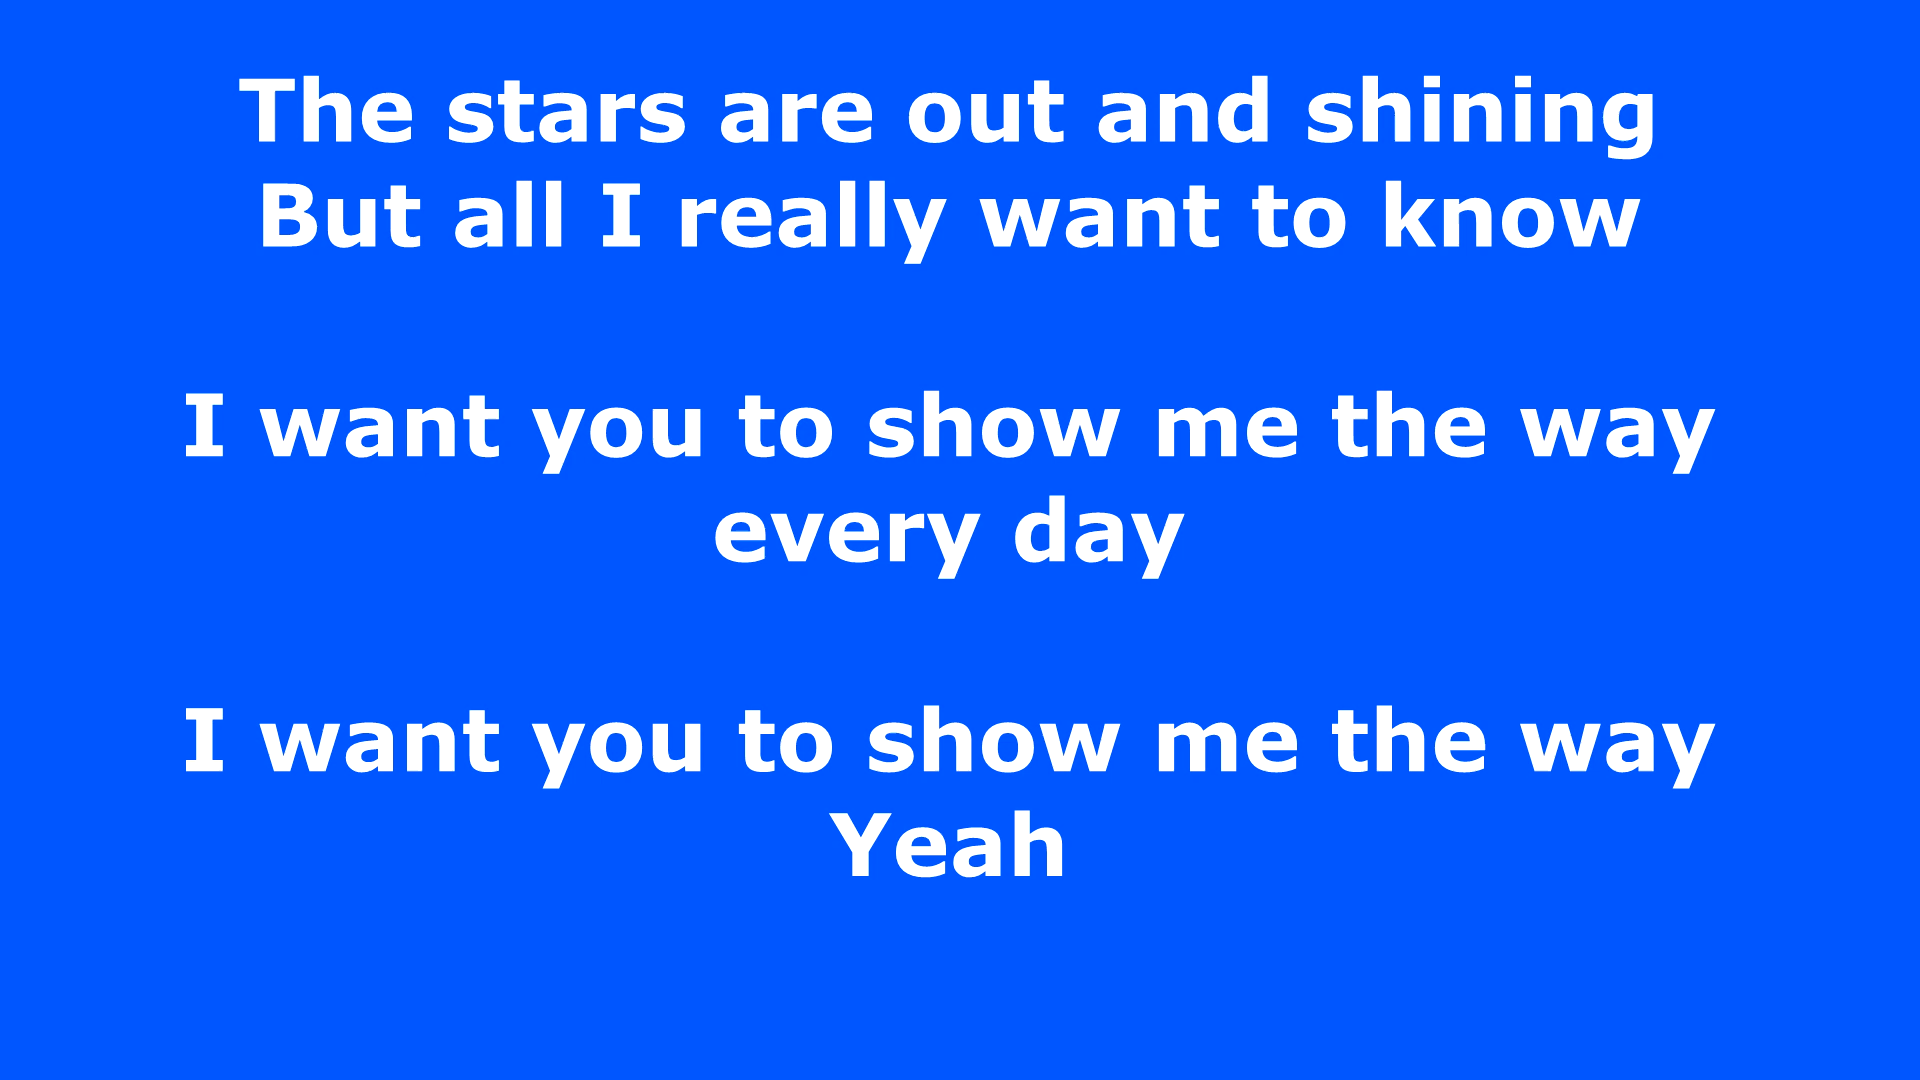 The stars are out and shining
But all I really want to know
I want you to show me the way
every day
I want you to show me the way
Yeah